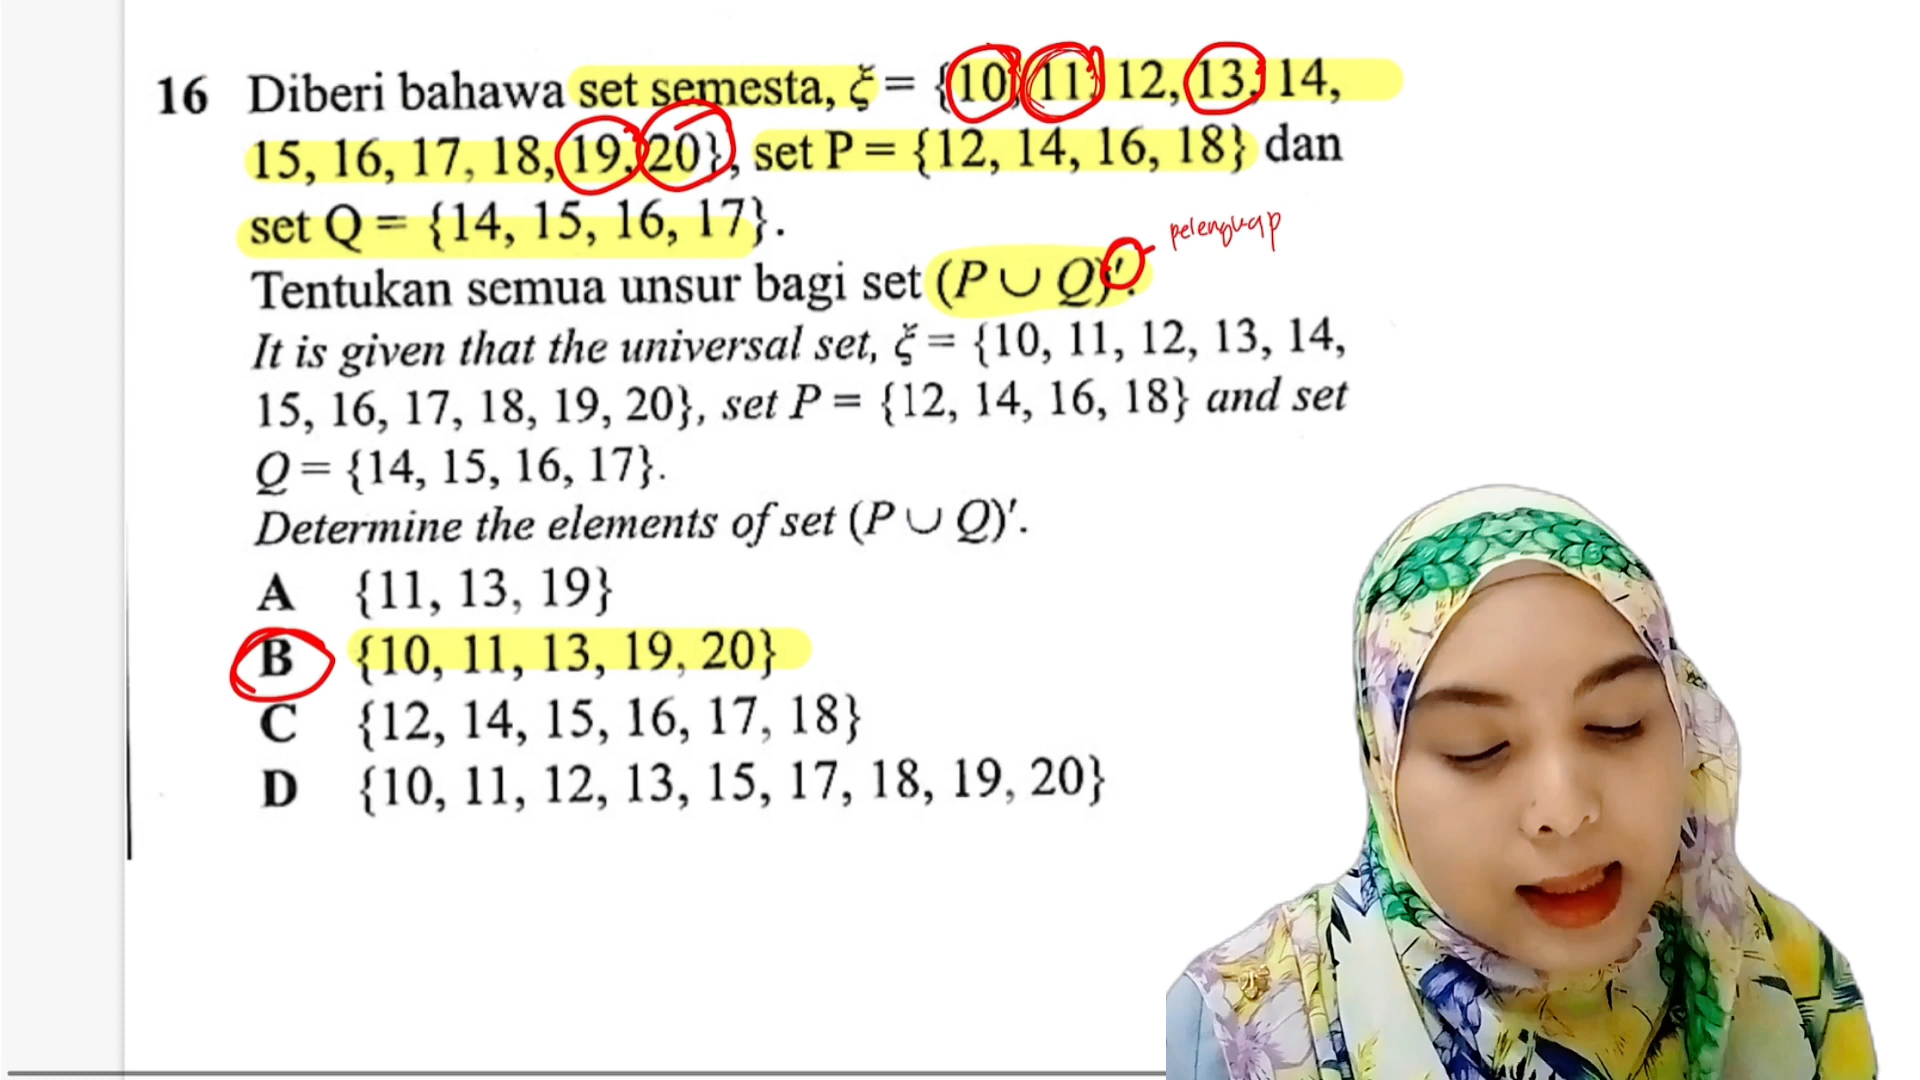 16 Diberi bahawa set semesta, ξ = {10, 11, 12, 13, 14,
15, 16, 17, 18, 19, 20}, set P = {12, 14, 16, 18} dan
set Q = {14, 15, 16, 17}.
pelengkap
Tentukan semua unsur bagi set (P ∪ Q)′.
It is given that the universal set, ξ = {10, 11, 12, 13, 14,
15, 16, 17, 18, 19, 20}, set P = {12, 14, 16, 18} and set
Q = {14, 15, 16, 17}.
Determine the elements of set (P ∪ Q)′.
A {11, 13, 19}
B {10, 11, 13, 19, 20}
C {12, 14, 15, 16, 17, 18}
D {10, 11, 12, 13, 15, 17, 18, 19, 20}